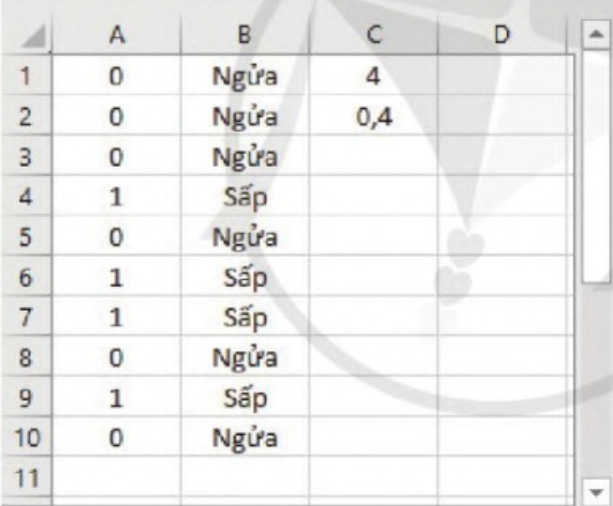 A B C D
1 0 Ngửa 4
2 0 Ngửa 0,4
3 0 Ngửa
4 1 Sấp
5 0 Ngửa
6 1 Sấp
7 1 Sấp
8 0 Ngửa
9 1 Sấp
10 0 Ngửa
11